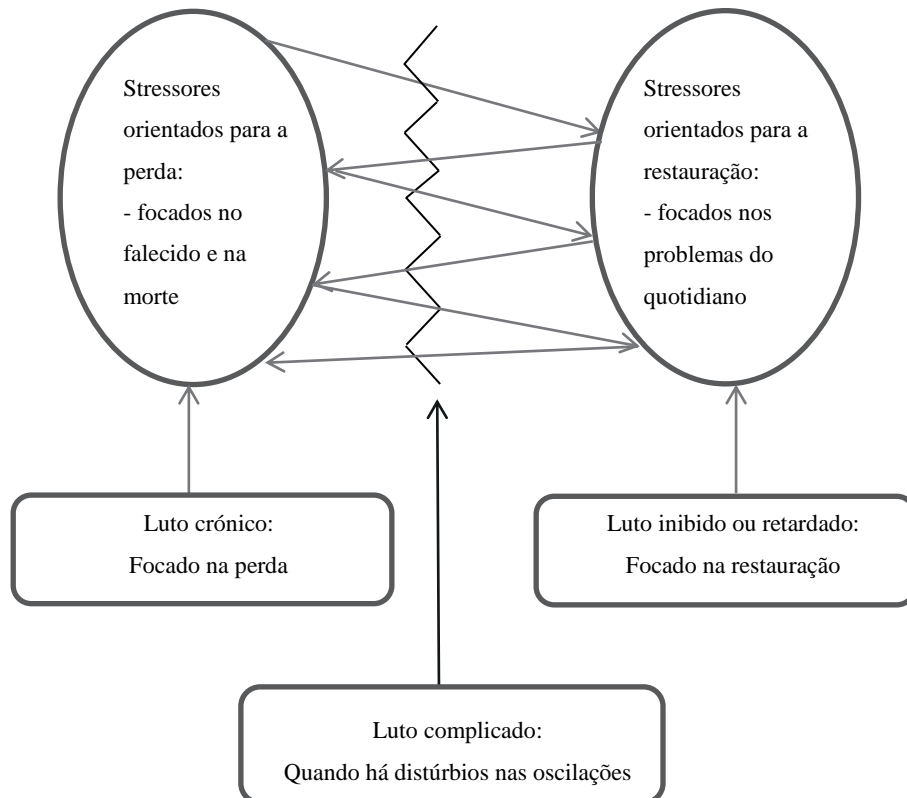 Stressores
orientados para a
perda:
- focados no
falecido e na
morte
Stressores
orientados para a
restauração:
- focados nos
problemas do
quotidiano
Luto crónico:
Focado na perda
Luto inibido ou retardado:
Focado na restauração
Luto complicado:
Quando há distúrbios nas oscilações